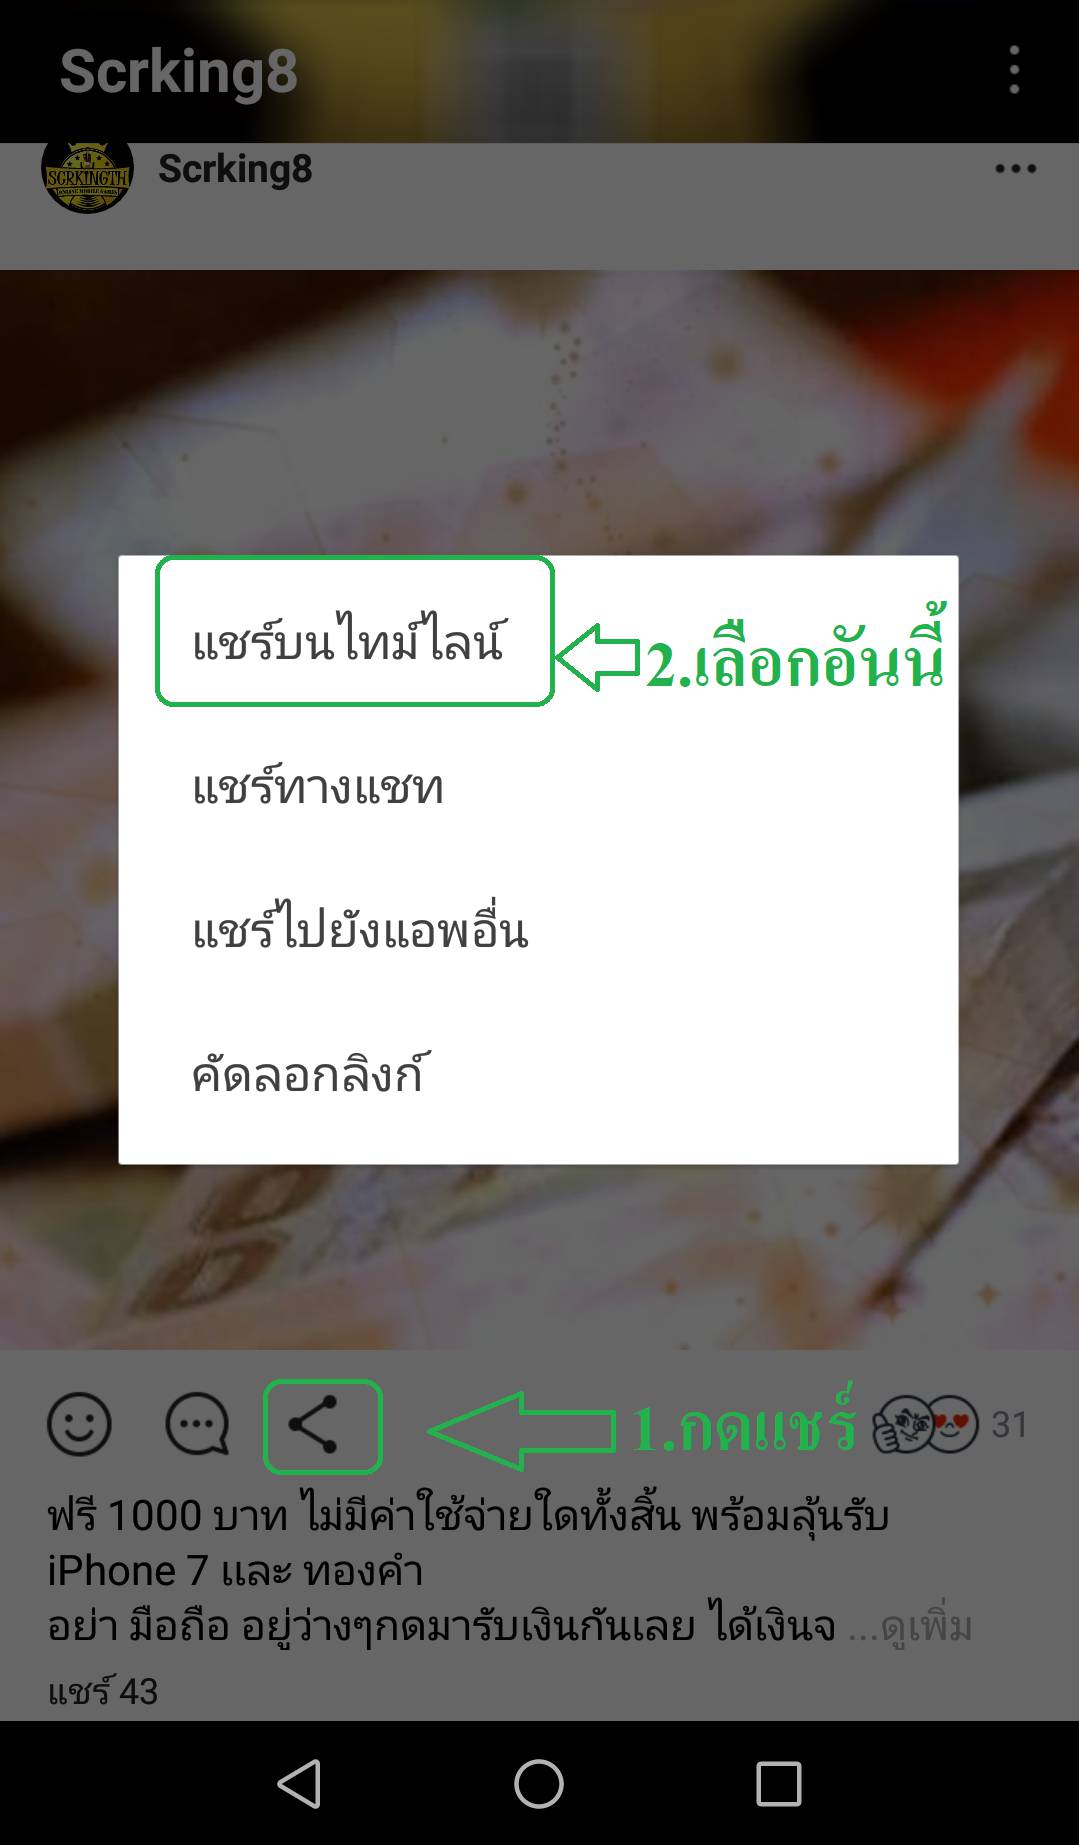 Scrking8
SCRKINGTH
ONLINE MOBILE GAMES
Scrking8
แชร์บนไทม์ไลน์
2.เลือกอันนี้
แชร์ทางแชท
แชร์ไปยังแอพอื่น
คัดลอกลิงก์
1.กดแชร์
31
ฟรี 1000 บาท ไม่มีค่าใช้จ่ายใดทั้งสิ้น พร้อมลุ้นรับ
iPhone 7 และ ทองคำ
อย่า มือถือ อยู่ว่างๆกดมารับเงินกันเลย ได้เงินจ ...ดูเพิ่ม
แชร์ 43